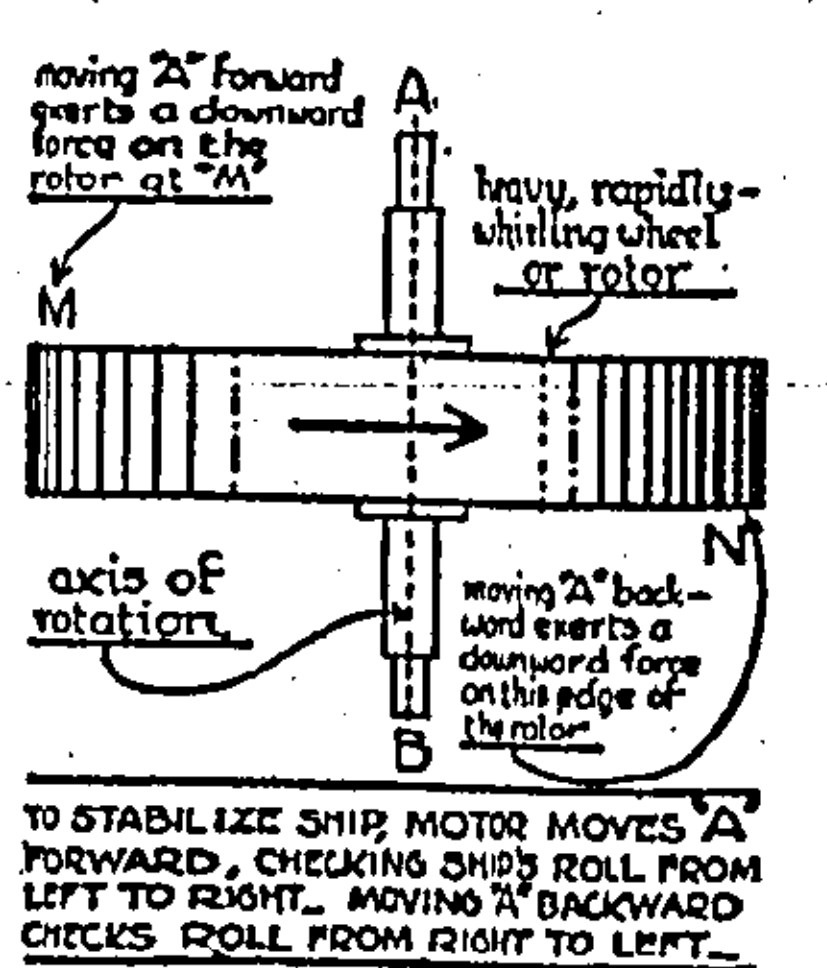 moving "A" forward
exerts a downward
force on the
rotor at "M"
A
heavy, rapidly-
whirling wheel
or rotor
M
N
axis of
rotation
moving "A" back-
ward exerts a
downward force
on this edge of
the rotor
B
TO STABILIZE SHIP, MOTOR MOVES "A"
FORWARD, CHECKING SHIP'S ROLL FROM
LEFT TO RIGHT_ MOVING "A" BACKWARD
CHECKS ROLL FROM RIGHT TO LEFT_